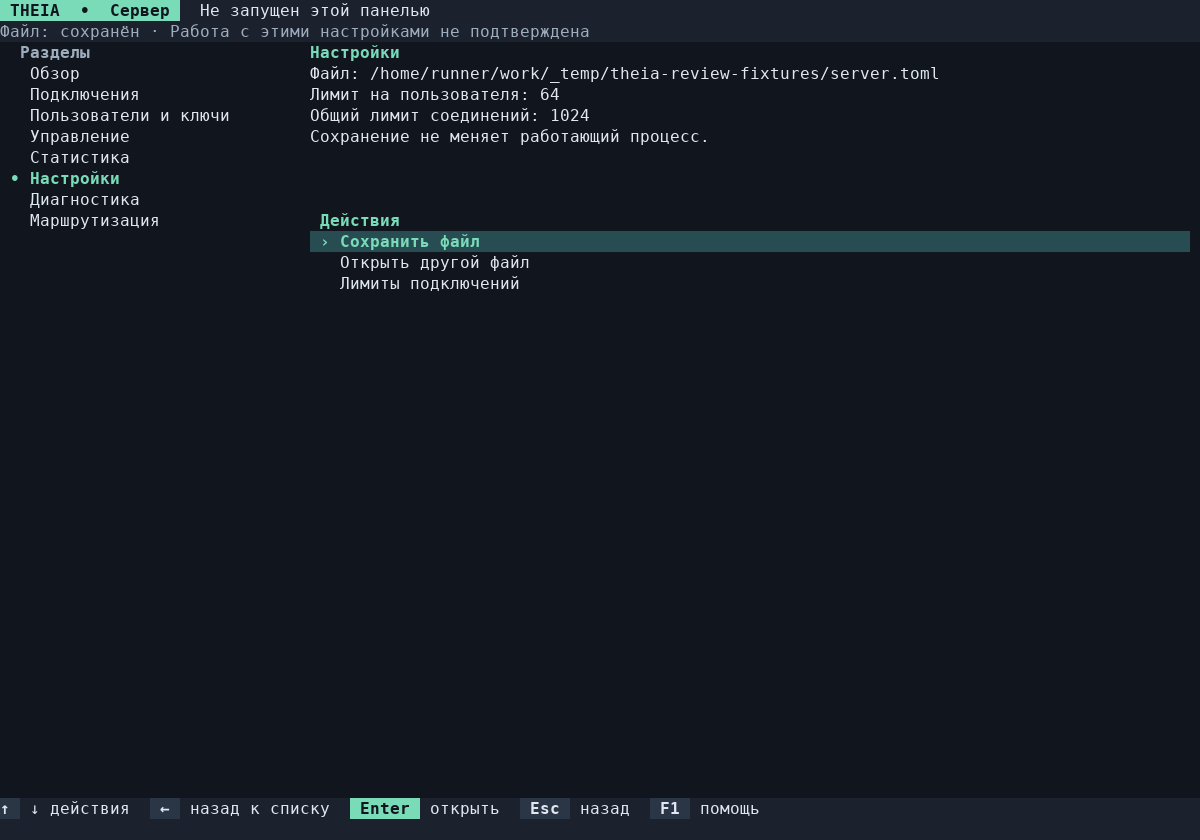 THEIA • Сервер Не запущен этой панелью
Файл: сохранён · Работа с этими настройками не подтверждена
Разделы
Обзор
Подключения
Пользователи и ключи
Управление
Статистика
• Настройки
Диагностика
Маршрутизация
Настройки
Файл: /home/runner/work/_temp/theia-review-fixtures/server.toml
Лимит на пользователя: 64
Общий лимит соединений: 1024
Сохранение не меняет работающий процесс.
Действия
› Сохранить файл
Открыть другой файл
Лимиты подключений
↑ ↓ действия ← назад к списку Enter открыть Esc назад F1 помощь